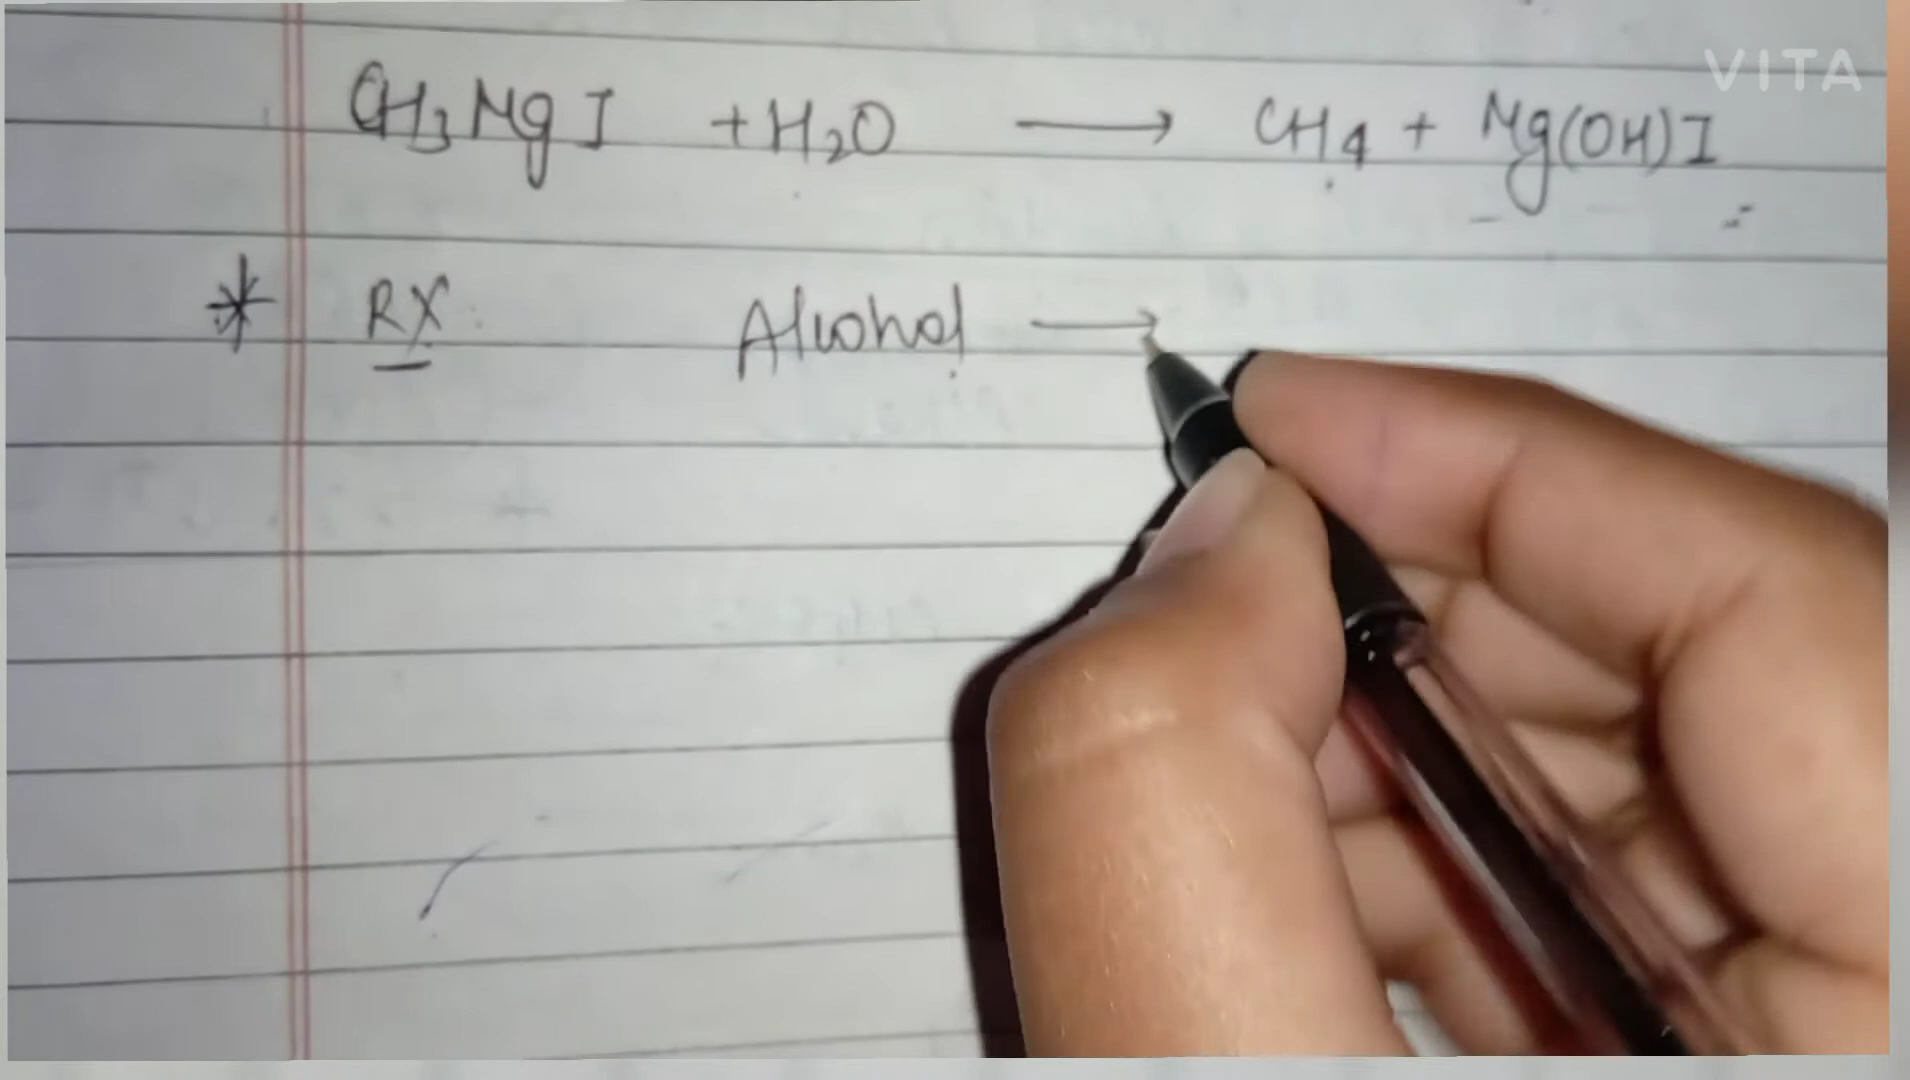 VITA
CH₃MgI + H₂O ⟶ CH₄ + Mg(OH)I
* RX Alcohol ⟶